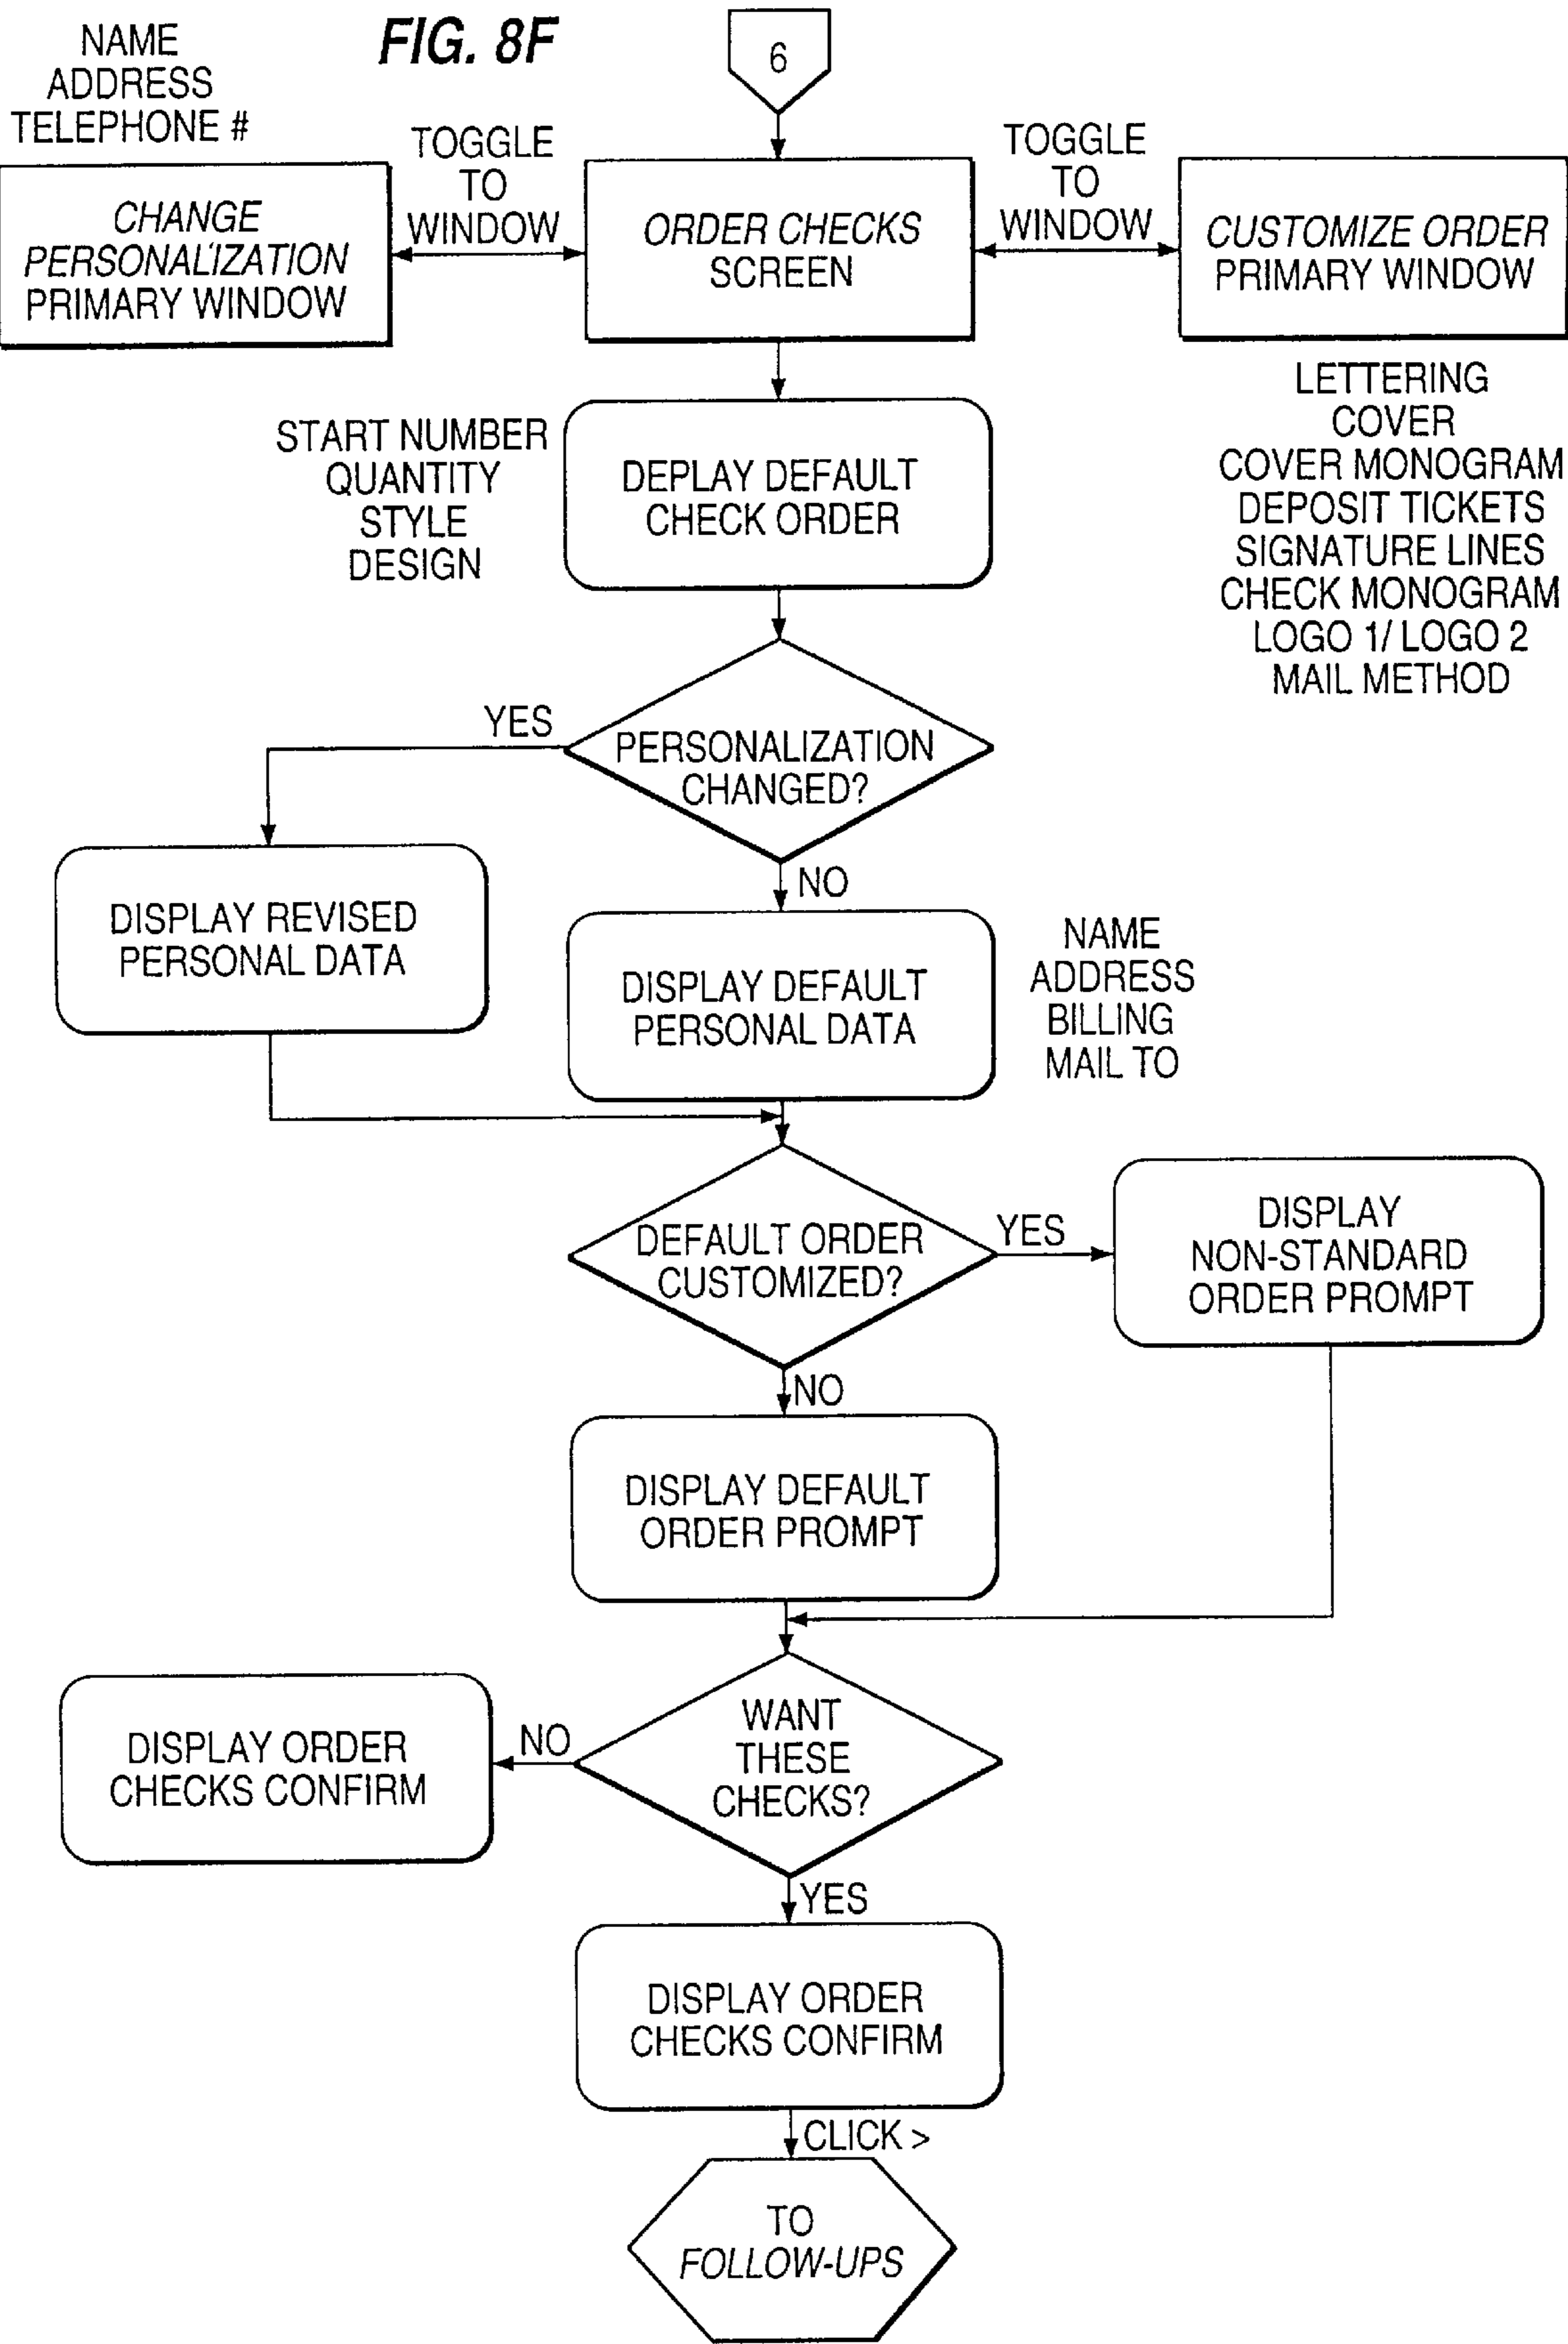 FIG. 8F
6
NAME
ADDRESS
TELEPHONE #
CHANGE
PERSONALIZATION
PRIMARY WINDOW
TOGGLE
TO
WINDOW
ORDER CHECKS
SCREEN
TOGGLE
TO
WINDOW
CUSTOMIZE ORDER
PRIMARY WINDOW
LETTERING
COVER
COVER MONOGRAM
DEPOSIT TICKETS
SIGNATURE LINES
CHECK MONOGRAM
LOGO 1/ LOGO 2
MAIL METHOD
START NUMBER
QUANTITY
STYLE
DESIGN
DEPLAY DEFAULT
CHECK ORDER
PERSONALIZATION
CHANGED?
YES
NO
DISPLAY REVISED
PERSONAL DATA
DISPLAY DEFAULT
PERSONAL DATA
NAME
ADDRESS
BILLING
MAIL TO
DEFAULT ORDER
CUSTOMIZED?
YES
DISPLAY
NON-STANDARD
ORDER PROMPT
NO
DISPLAY DEFAULT
ORDER PROMPT
WANT
THESE
CHECKS?
NO
DISPLAY ORDER
CHECKS CONFIRM
YES
DISPLAY ORDER
CHECKS CONFIRM
CLICK >
TO
FOLLOW-UPS